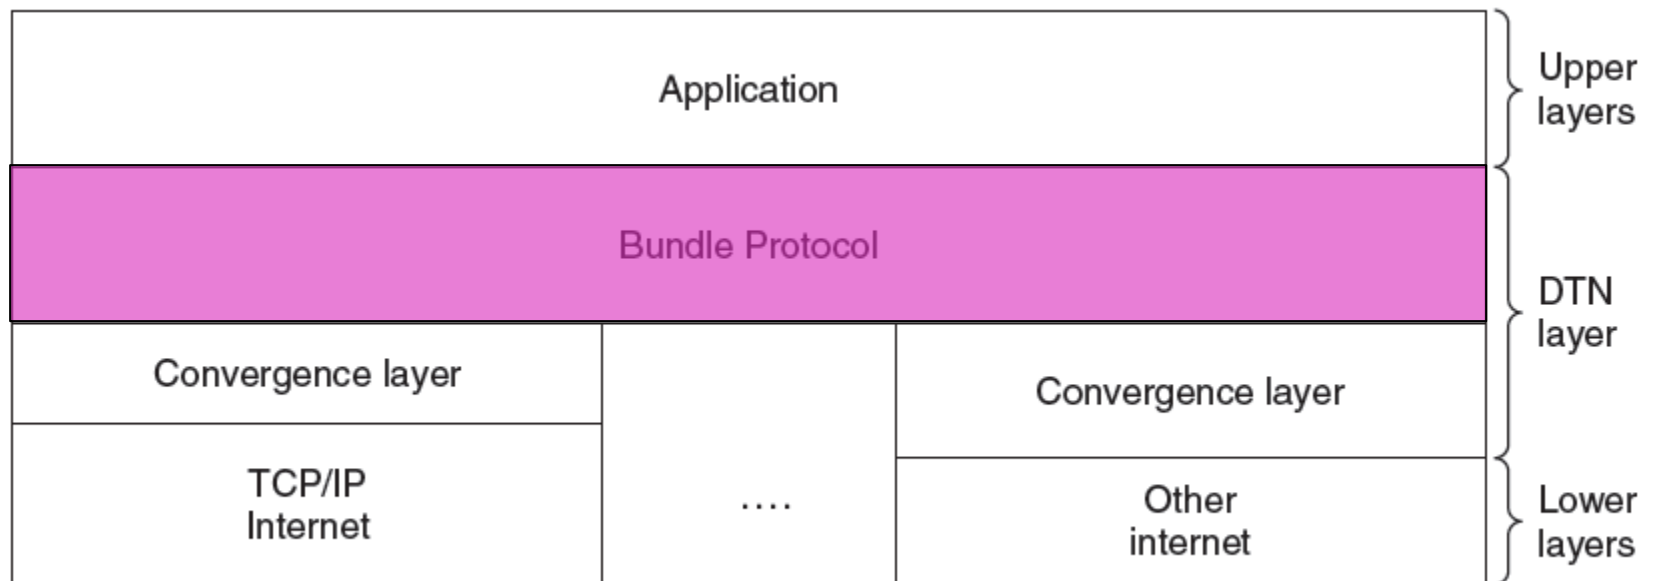 Application
Upper
layers
Bundle Protocol
DTN
layer
Convergence layer
Convergence layer
TCP/IP
Internet
....
Other
internet
Lower
layers